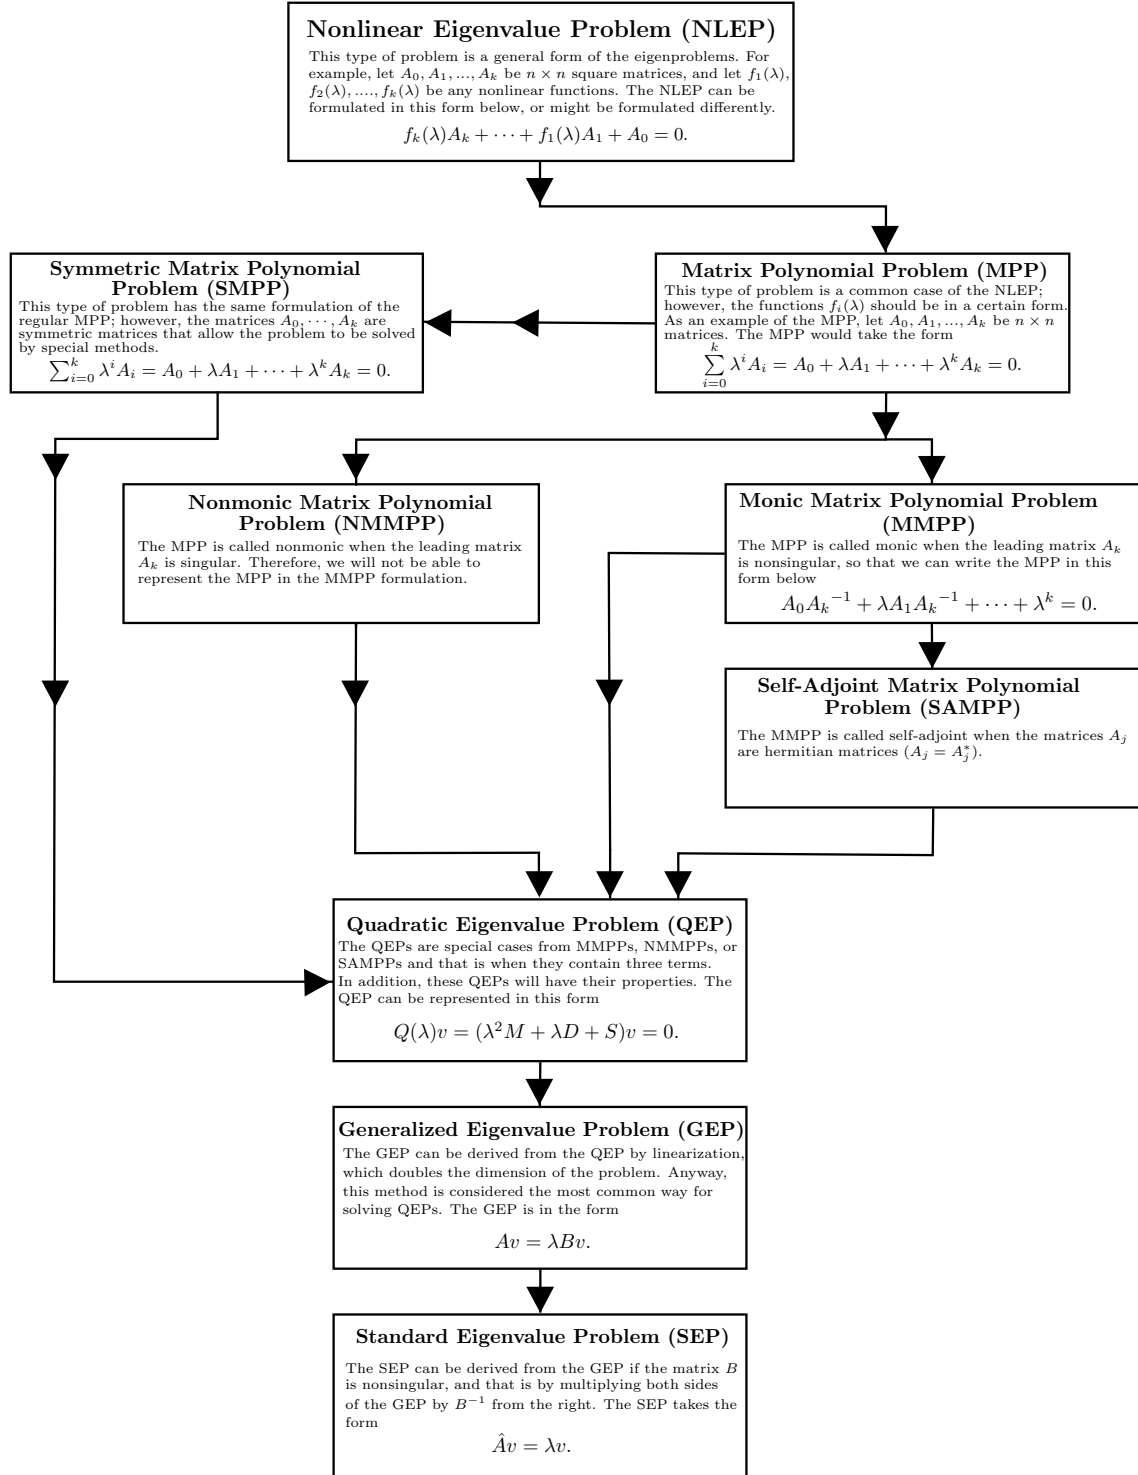 Nonlinear Eigenvalue Problem (NLEP)
This type of problem is a general form of the eigenproblems. For
example, let A₀, A₁, ..., Aₖ be n × n square matrices, and let f₁(λ),
f₂(λ), ...., fₖ(λ) be any nonlinear functions. The NLEP can be
formulated in this form below, or might be formulated differently.
fₖ(λ)Aₖ + ⋯ + f₁(λ)A₁ + A₀ = 0.
Symmetric Matrix Polynomial
Problem (SMPP)
This type of problem has the same formulation of the
regular MPP; however, the matrices A₀, ⋯ , Aₖ are
symmetric matrices that allow the problem to be solved
by special methods.
∑ᵢ₌₀ᵏ λⁱAᵢ = A₀ + λA₁ + ⋯ + λᵏAₖ = 0.
Matrix Polynomial Problem (MPP)
This type of problem is a common case of the NLEP;
however, the functions fᵢ(λ) should be in a certain form.
As an example of the MPP, let A₀, A₁, ..., Aₖ be n × n
matrices. The MPP would take the form
∑ᵢ₌₀ᵏ λⁱAᵢ = A₀ + λA₁ + ⋯ + λᵏAₖ = 0.
Nonmonic Matrix Polynomial
Problem (NMMPP)
The MPP is called nonmonic when the leading matrix
Aₖ is singular. Therefore, we will not be able to
represent the MPP in the MMPP formulation.
Monic Matrix Polynomial Problem
(MMPP)
The MPP is called monic when the leading matrix Aₖ
is nonsingular, so that we can write the MPP in this
form below
A₀Aₖ⁻¹ + λA₁Aₖ⁻¹ + ⋯ + λᵏ = 0.
Self-Adjoint Matrix Polynomial
Problem (SAMPP)
The MMPP is called self-adjoint when the matrices Aⱼ
are hermitian matrices (Aⱼ = Aⱼ*).
Quadratic Eigenvalue Problem (QEP)
The QEPs are special cases from MMPPs, NMMPPs, or
SAMPPs and that is when they contain three terms.
In addition, these QEPs will have their properties. The
QEP can be represented in this form
Q(λ)v = (λ²M + λD + S)v = 0.
Generalized Eigenvalue Problem (GEP)
The GEP can be derived from the QEP by linearization,
which doubles the dimension of the problem. Anyway,
this method is considered the most common way for
solving QEPs. The GEP is in the form
Av = λBv.
Standard Eigenvalue Problem (SEP)
The SEP can be derived from the GEP if the matrix B
is nonsingular, and that is by multiplying both sides
of the GEP by B⁻¹ from the right. The SEP takes the
form
Âv = λv.